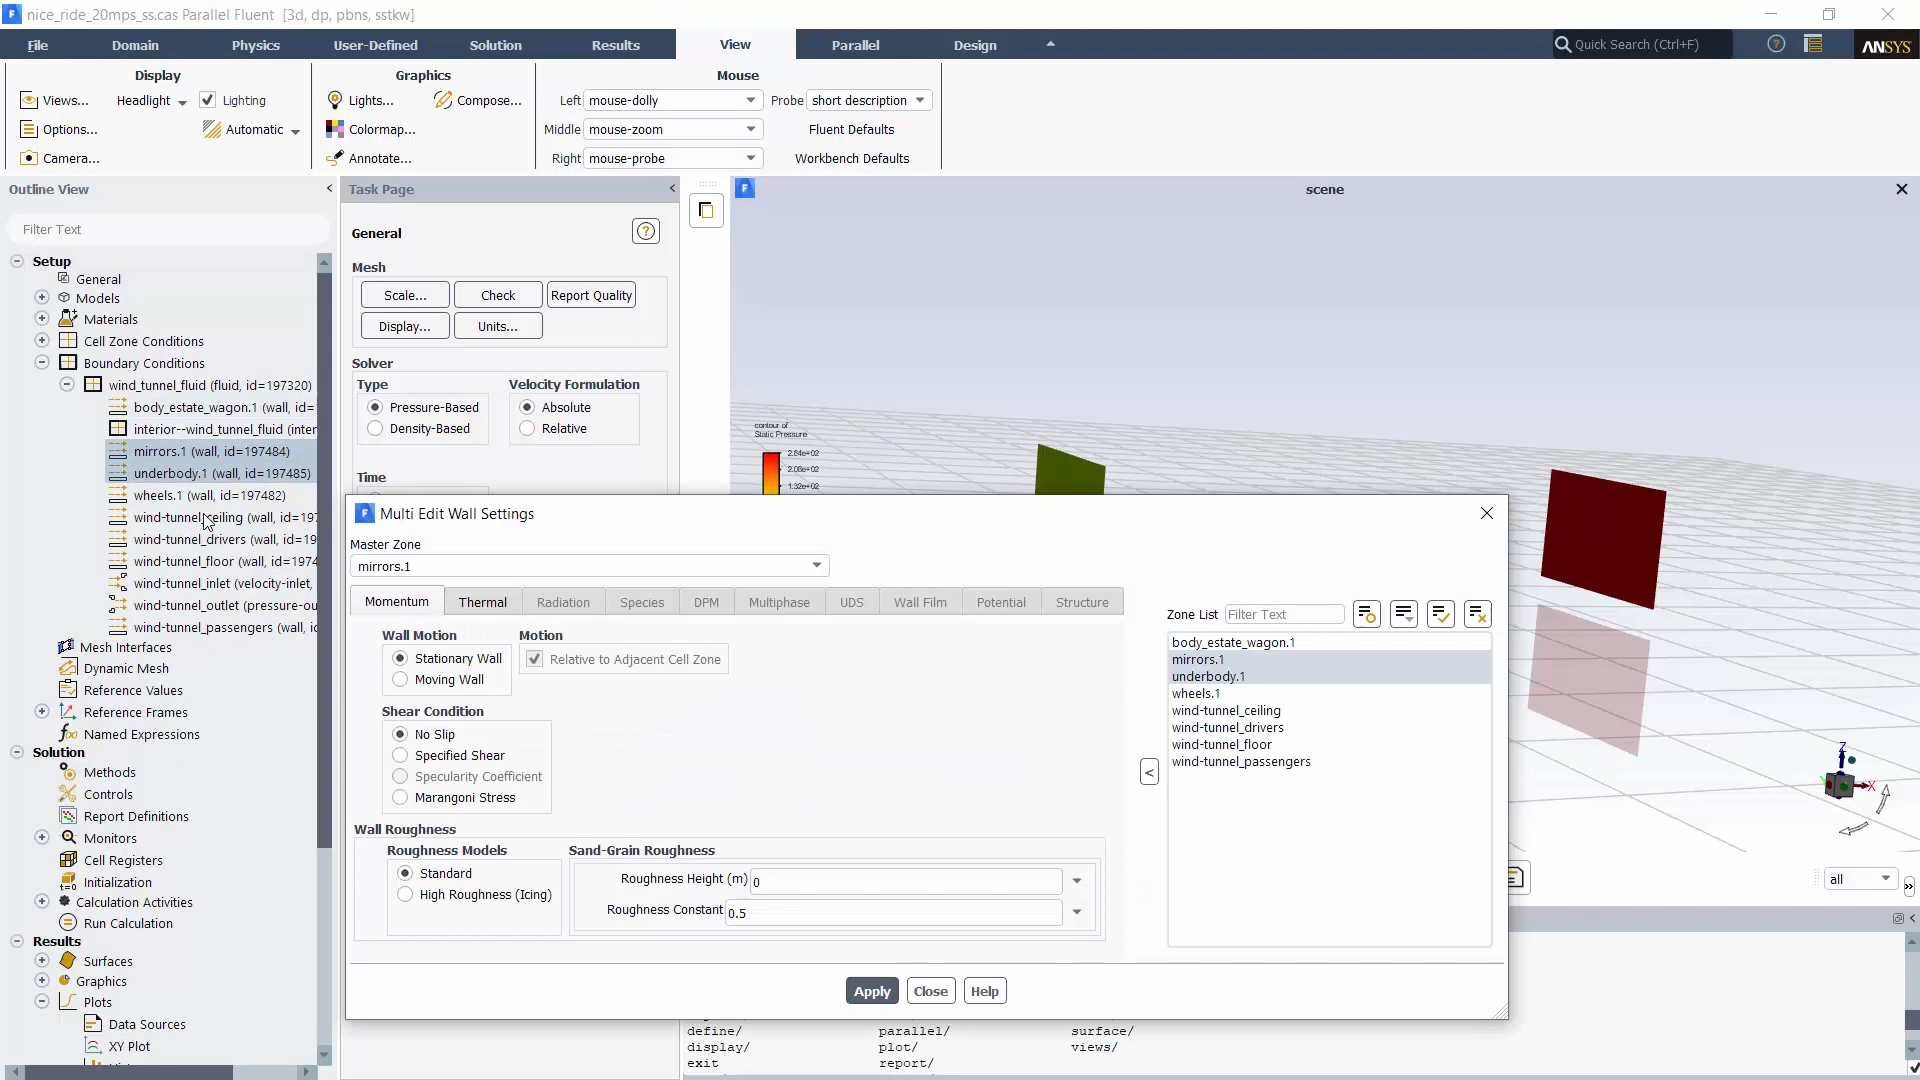 nice_ride_20mps_ss.cas Parallel Fluent [3d, dp, pbns, sstkw]
File Domain Physics User-Defined Solution Results View Parallel Design Quick Search (Ctrl+F) ANSYS
Display Graphics Mouse
Views... Headlight Lighting Lights... Compose... Left mouse-dolly Probe short description
Options... Automatic Colormap... Middle mouse-zoom Fluent Defaults
Camera... Annotate... Right mouse-probe Workbench Defaults
Outline View
Filter Text
Setup
General
Models
Materials
Cell Zone Conditions
Boundary Conditions
wind_tunnel_fluid (fluid, id=197320)
body_estate_wagon.1 (wall, id=
interior--wind_tunnel_fluid (inter
mirrors.1 (wall, id=197484)
underbody.1 (wall, id=197485)
wheels.1 (wall, id=197482)
wind-tunnel_ceiling (wall, id=197
wind-tunnel_drivers (wall, id=19
wind-tunnel_floor (wall, id=1974
wind-tunnel_inlet (velocity-inlet,
wind-tunnel_outlet (pressure-ou
wind-tunnel_passengers (wall, id
Mesh Interfaces
Dynamic Mesh
Reference Values
Reference Frames
Named Expressions
Solution
Methods
Controls
Report Definitions
Monitors
Cell Registers
Initialization
Calculation Activities
Run Calculation
Results
Surfaces
Graphics
Plots
Data Sources
XY Plot
Task Page
General
Mesh
Scale... Check Report Quality
Display... Units...
Solver
Type Velocity Formulation
Pressure-Based Absolute
Density-Based Relative
Time
scene
contour of
Static Pressure
2.84e+02
2.08e+02
1.32e+02
Z
X
all
Multi Edit Wall Settings
Master Zone
mirrors.1
Momentum Thermal Radiation Species DPM Multiphase UDS Wall Film Potential Structure
Wall Motion Motion
Stationary Wall Relative to Adjacent Cell Zone
Moving Wall
Shear Condition
No Slip
Specified Shear
Specularity Coefficient
Marangoni Stress
Wall Roughness
Roughness Models Sand-Grain Roughness
Standard Roughness Height (m) 0
High Roughness (Icing) Roughness Constant 0.5
Zone List Filter Text
body_estate_wagon.1
mirrors.1
underbody.1
wheels.1
wind-tunnel_ceiling
wind-tunnel_drivers
wind-tunnel_floor
wind-tunnel_passengers
<
Apply Close Help
define/ parallel/ surface/
display/ plot/ views/
exit report/